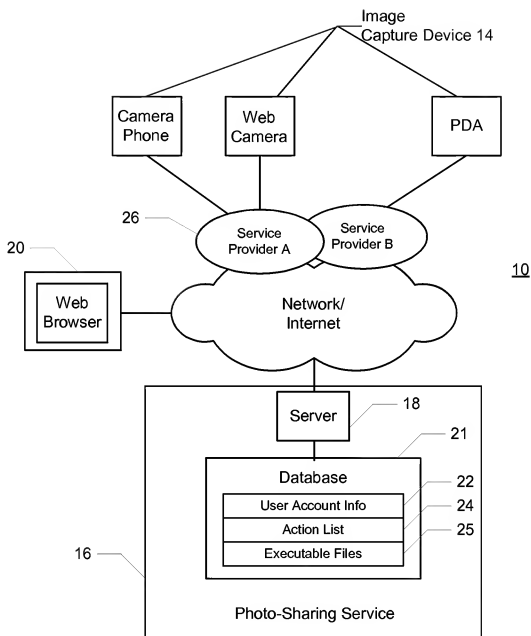 Image
Capture Device 14
Camera
Phone
Web
Camera
PDA
26
Service
Provider A
Service
Provider B
20
10
Web
Browser
Network/
Internet
Server
18
21
Database
22
User Account Info
24
Action List
25
Executable Files
16
Photo-Sharing Service